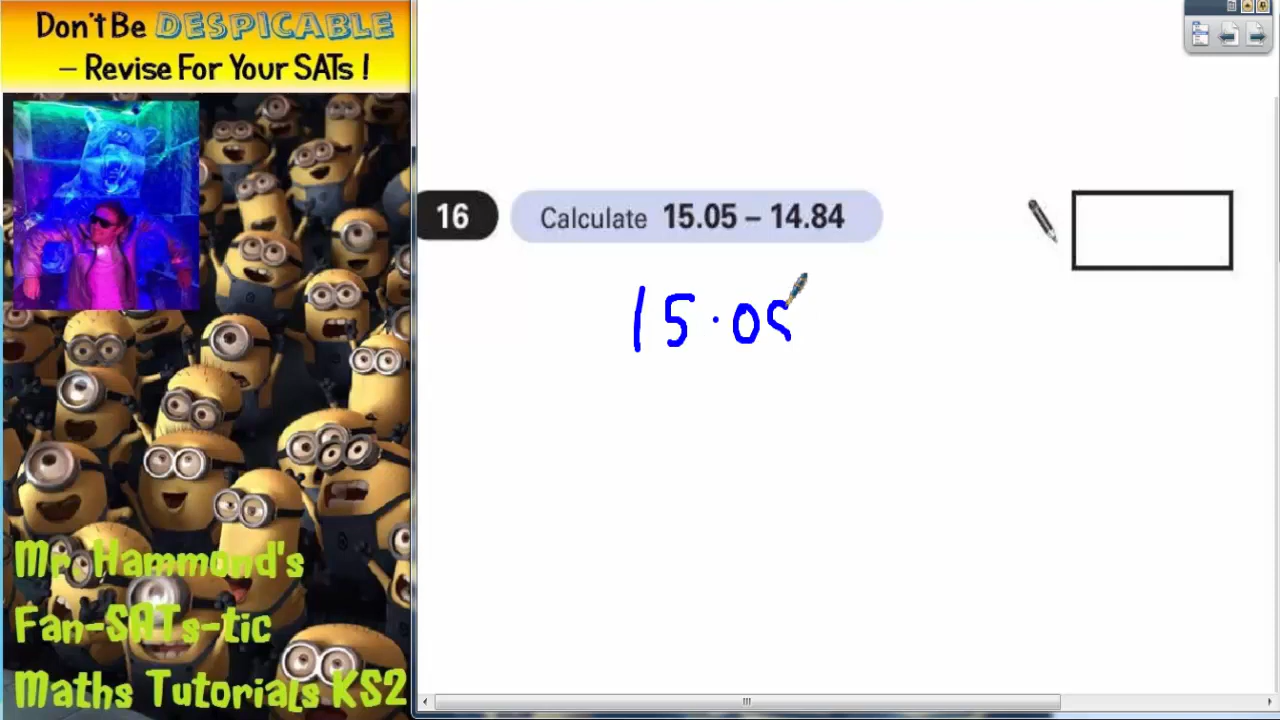 Don't Be DESPICABLE
– Revise For Your SATs !
16 Calculate 15.05 – 14.84
15.05
Mr. Hammond's
Fan-SATs-tic
Maths Tutorials KS2